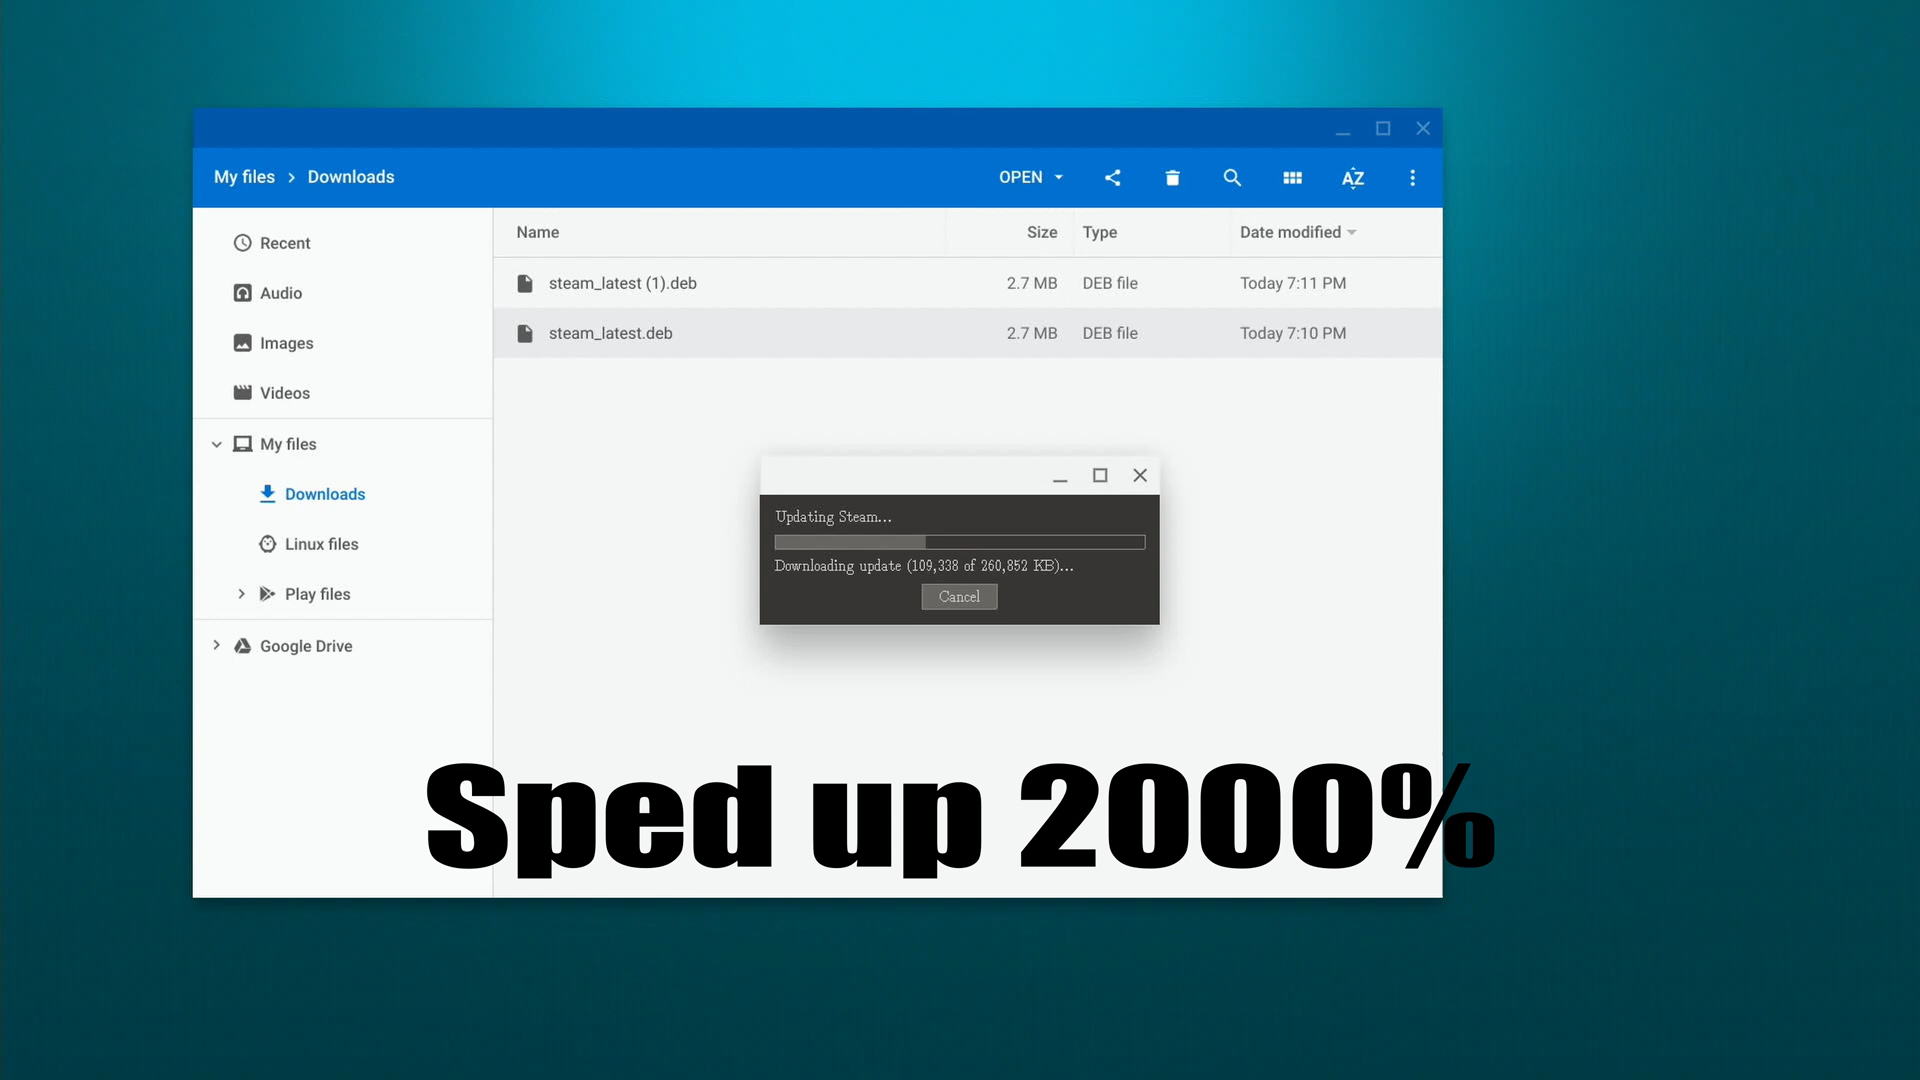 My files > Downloads
OPEN
AZ
Recent
Audio
Images
Videos
My files
Downloads
Linux files
Play files
Google Drive
Name Size Type Date modified
steam_latest (1).deb 2.7 MB DEB file Today 7:11 PM
steam_latest.deb 2.7 MB DEB file Today 7:10 PM
Updating Steam...
Downloading update (109,338 of 260,852 KB)...
Cancel
Sped up 2000%